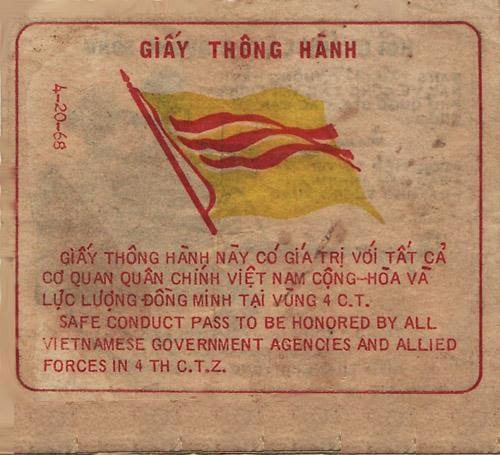 GIẤY THÔNG HÀNH
4-20-68
GIẤY THÔNG HÀNH NÀY CÓ GIÁ TRỊ VỚI TẤT CẢ
CƠ QUAN QUÂN CHÍNH VIỆT NAM CỘNG-HÒA VÀ
LỰC LƯỢNG ĐỒNG MINH TẠI VÙNG 4 C.T.
SAFE CONDUCT PASS TO BE HONORED BY ALL
VIETNAMESE GOVERNMENT AGENCIES AND ALLIED
FORCES IN 4 TH C.T.Z.